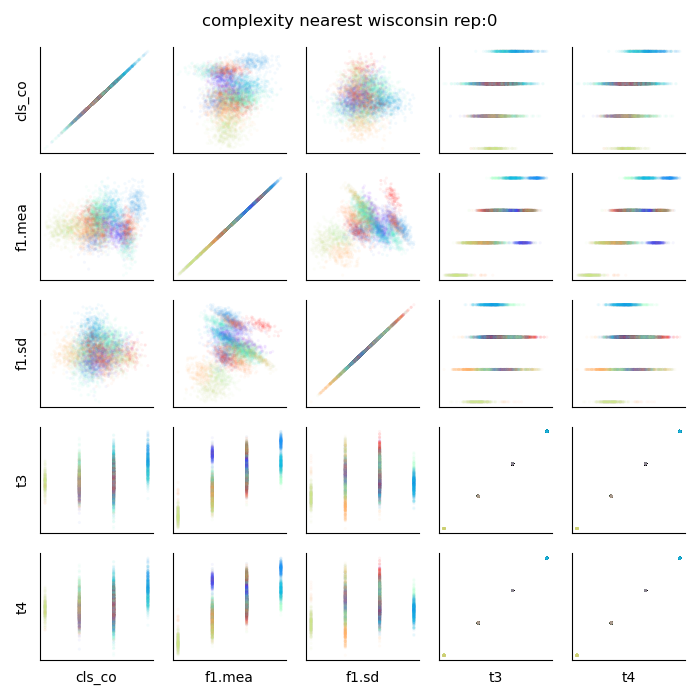 complexity nearest wisconsin rep:0
cls_co
f1.mea
f1.sd
t3
t4
cls_co
f1.mea
f1.sd
t3
t4